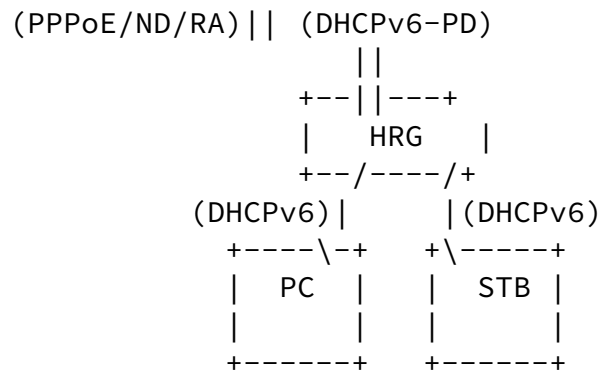 (PPPoE/ND/RA)|| (DHCPv6-PD)
||
+--||---+
| HRG |
+--/----/+
(DHCPv6)| |(DHCPv6)
+----\-+ +\-----+
| PC | | STB |
| | | |
+------+ +------+